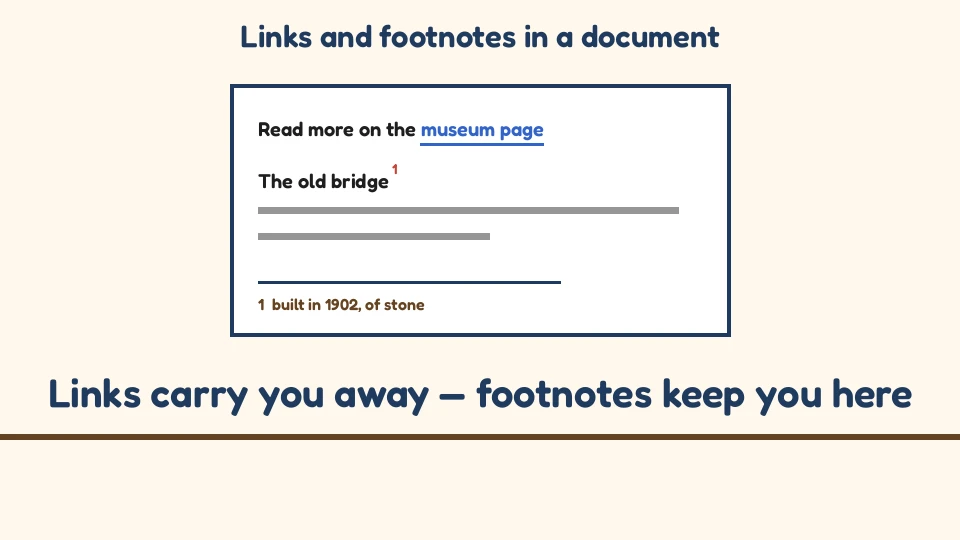 Links and footnotes in a document
Read more on the museum page
The old bridge 1
1 built in 1902, of stone
Links carry you away — footnotes keep you here